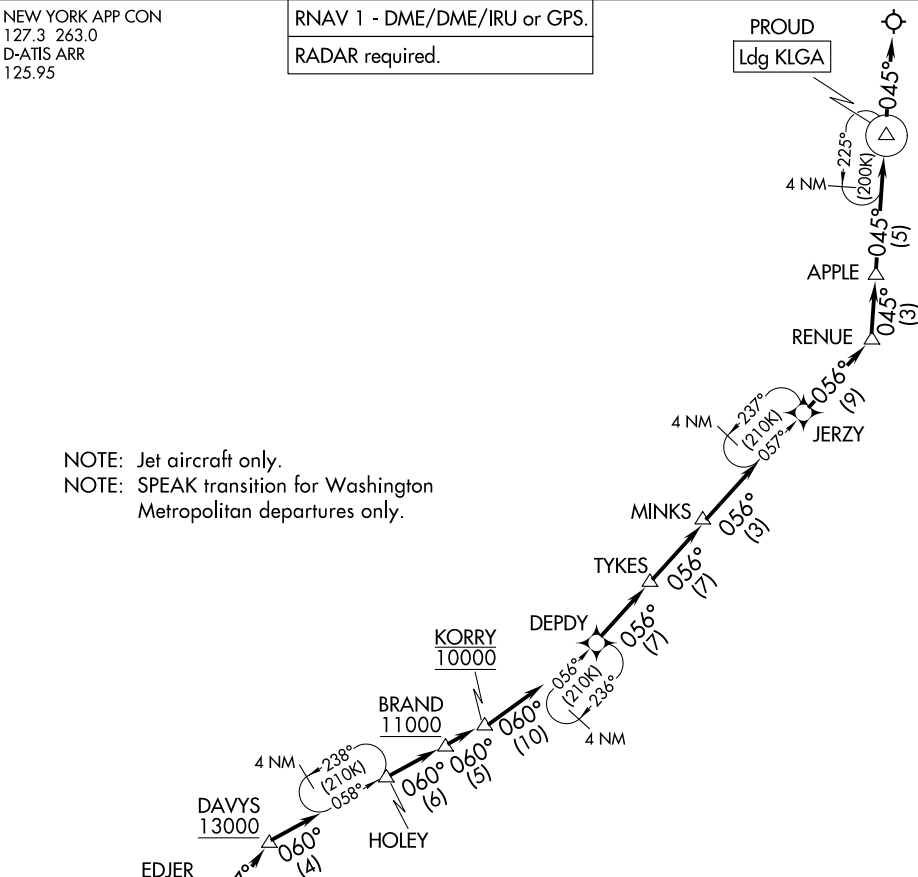 NEW YORK APP CON
127.3 263.0
D-ATIS ARR
125.95
RNAV 1 - DME/DME/IRU or GPS.
RADAR required.
PROUD
Ldg KLGA
045°
225°
(200K)
4 NM
045°
(5)
APPLE
045°
(3)
RENUE
056°
(9)
237°
(210K)
057°
4 NM
JERZY
NOTE: Jet aircraft only.
NOTE: SPEAK transition for Washington
Metropolitan departures only.
MINKS
056°
(3)
TYKES
056°
(7)
DEPDY
056°
(7)
056°
(210K)
236°
4 NM
KORRY
10000
060°
(10)
BRAND
11000
060°
(5)
060°
(6)
4 NM
238°
(210K)
058°
HOLEY
DAVYS
13000
060°
(4)
EDJER